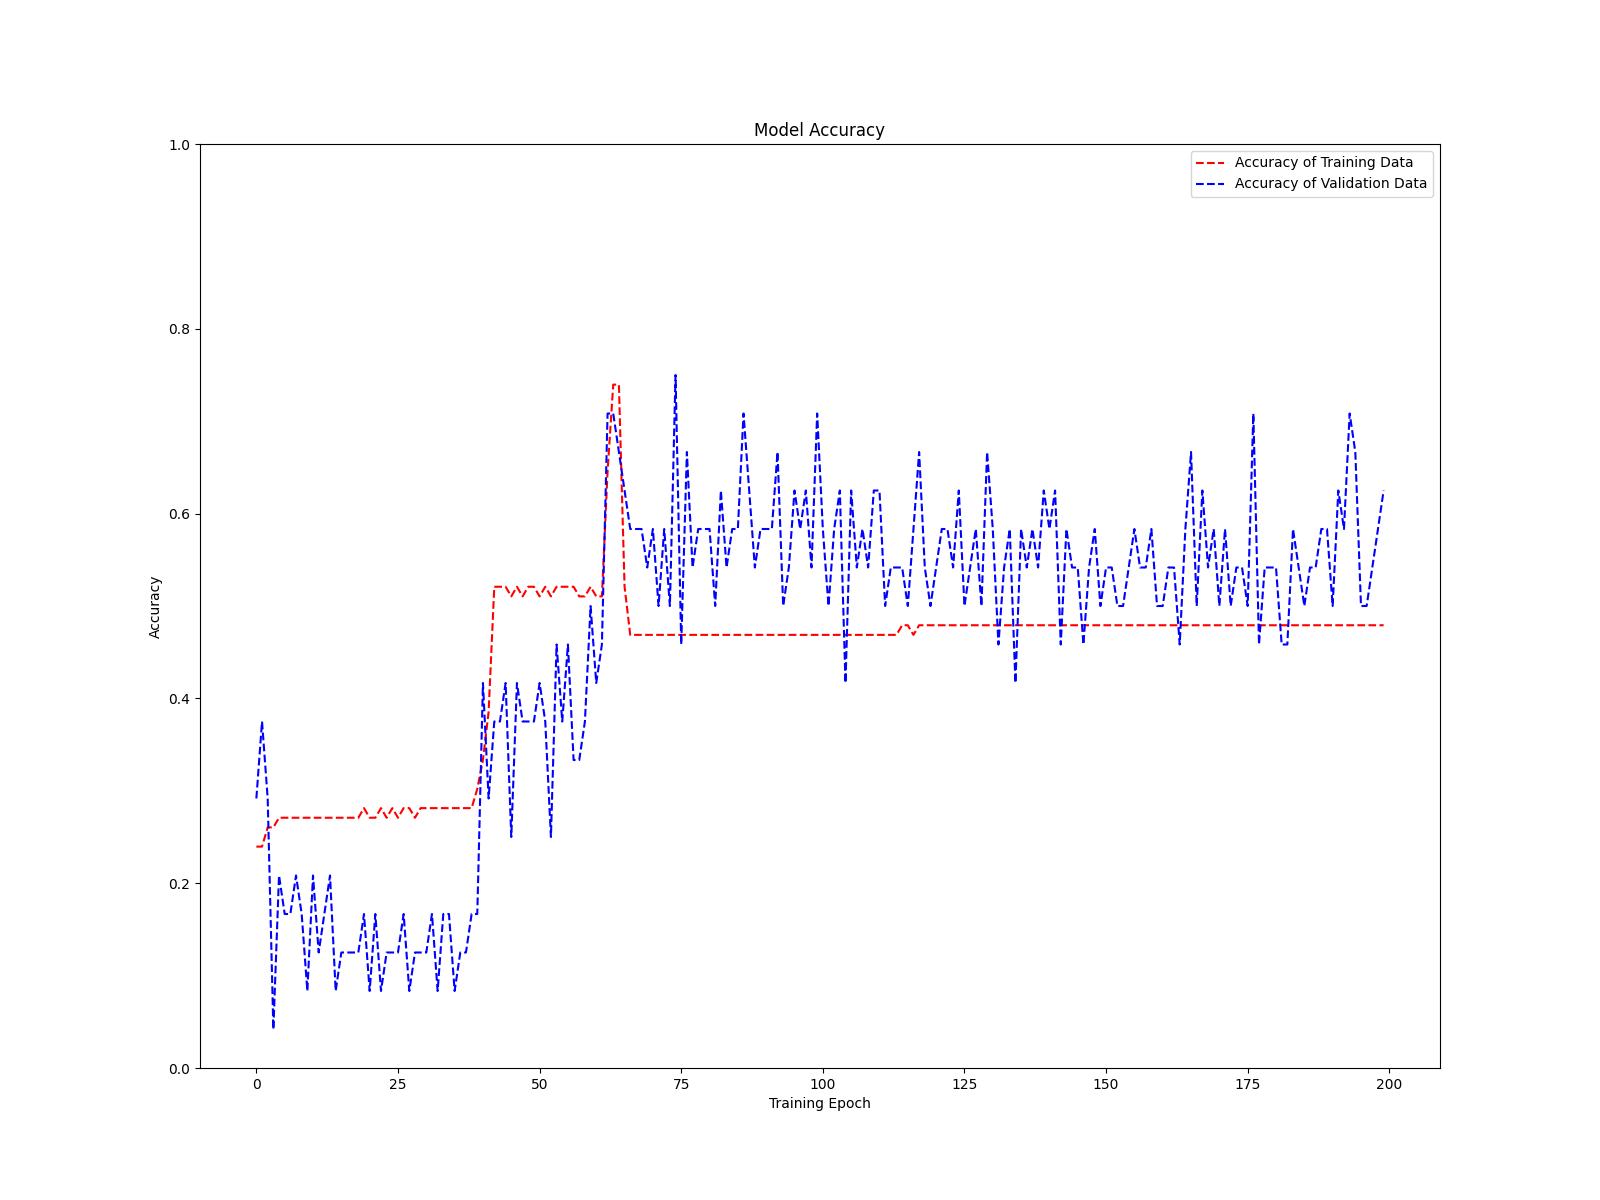 Model Accuracy
Accuracy of Training Data
Accuracy of Validation Data
1.0
0.8
0.6
0.4
0.2
0.0
Accuracy
0 25 50 75 100 125 150 175 200
Training Epoch